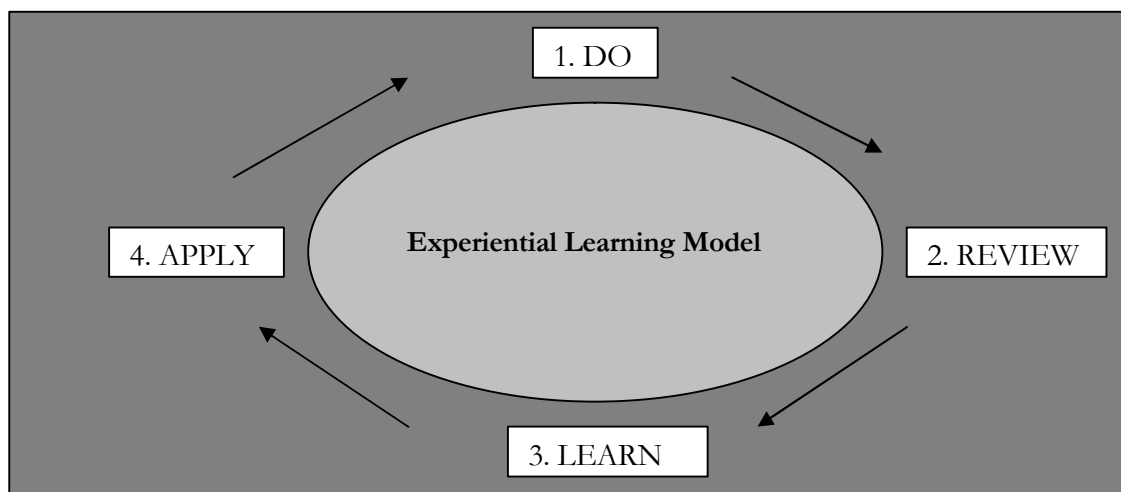 1. DO
Experiential Learning Model
4. APPLY
2. REVIEW
3. LEARN